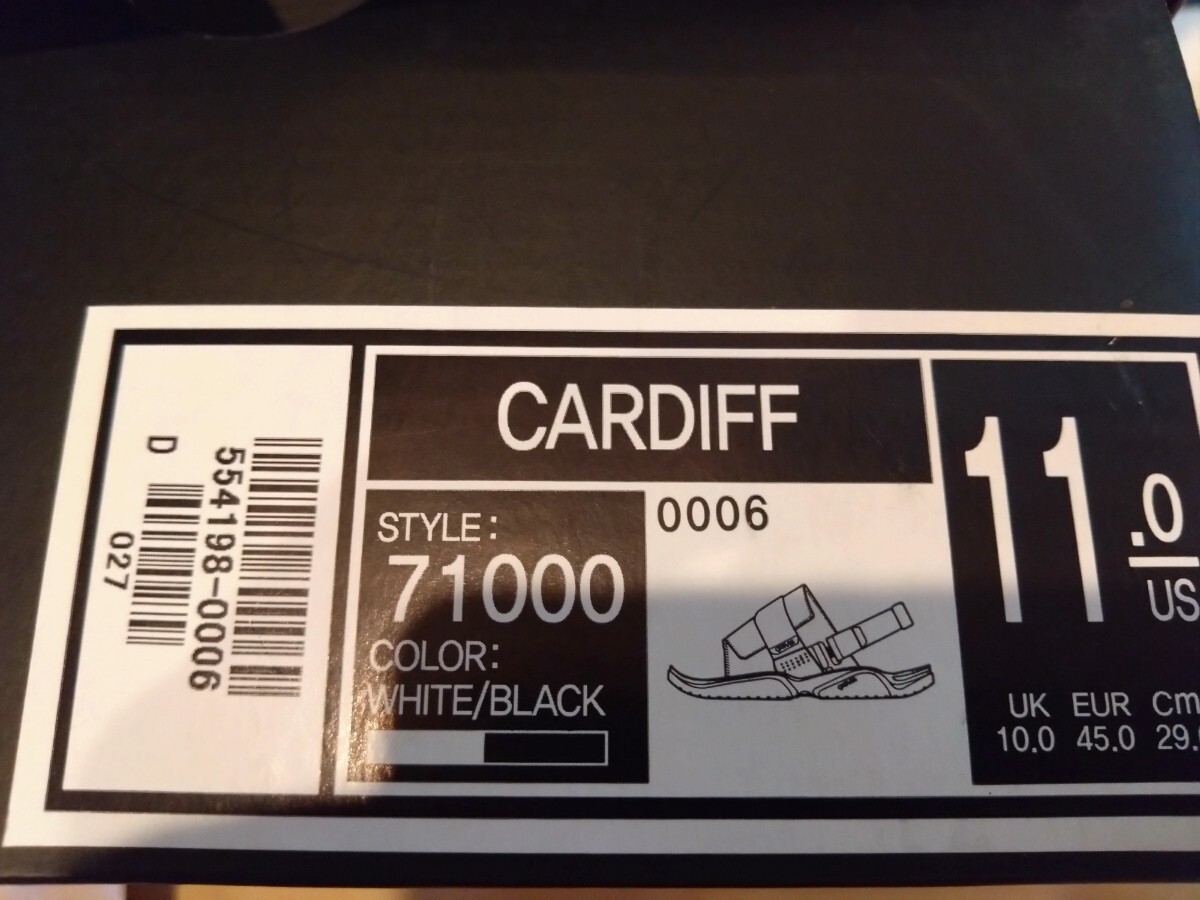 554198-0006
D
027
CARDIFF
STYLE:
71000
COLOR:
WHITE/BLACK
0006
11.0
US
UK EUR Cm
10.0 45.0 29.